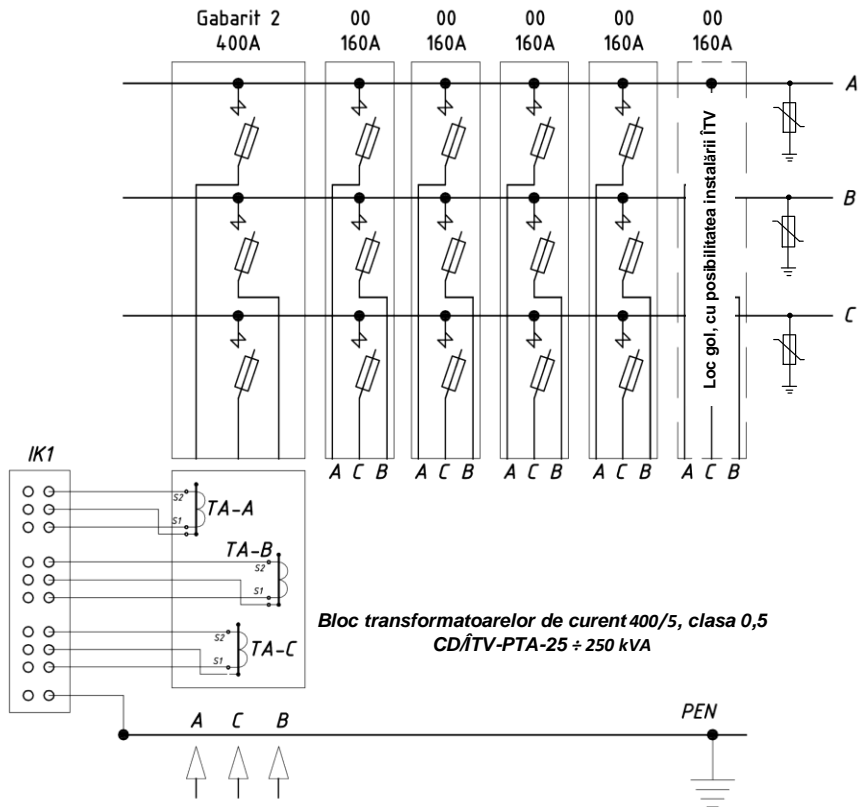 Gabarit 2 00 00 00 00 00
400A 160A 160A 160A 160A 160A
A
B
C
Loc gol, cu posibilitatea instalării ÎTV
A C B A C B A C B A C B A C B
IK1
S2
TA-A
S1
TA-B
S2
S1
S2
TA-C
S1
Bloc transformatoarelor de curent 400/5, clasa 0,5
CD/ÎTV-PTA-25 ÷ 250 kVA
A C B
PEN